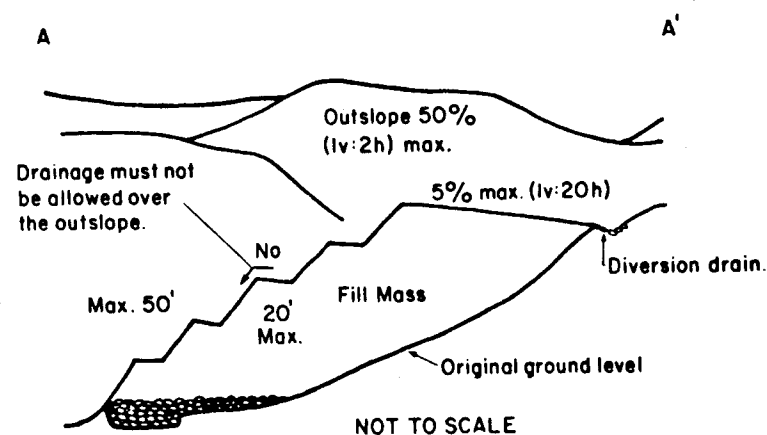 A
A'
Outslope 50%
(1v:2h) max.
Drainage must not
be allowed over
the outslope.
5% max. (1v:20h)
No
Diversion drain.
Max. 50'
20'
Max.
Fill Mass
Original ground level
NOT TO SCALE